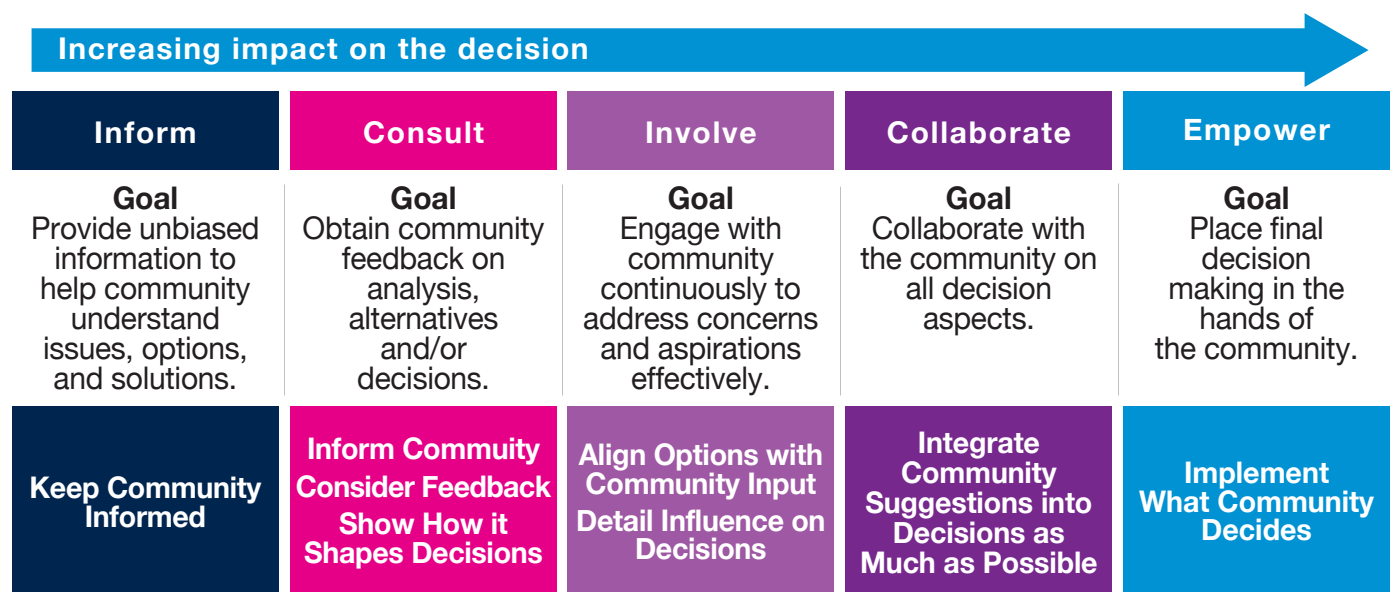 Increasing impact on the decision
Inform
Goal
Provide unbiased
information to
help community
understand
issues, options,
and solutions.
Keep Community
Informed
Consult
Goal
Obtain community
feedback on
analysis,
alternatives
and/or
decisions.
Inform Commuity
Consider Feedback
Show How it
Shapes Decisions
Involve
Goal
Engage with
community
continuously to
address concerns
and aspirations
effectively.
Align Options with
Community Input
Detail Influence on
Decisions
Collaborate
Goal
Collaborate with
the community on
all decision
aspects.
Integrate
Community
Suggestions into
Decisions as
Much as Possible
Empower
Goal
Place final
decision
making in the
hands of
the community.
Implement
What Community
Decides